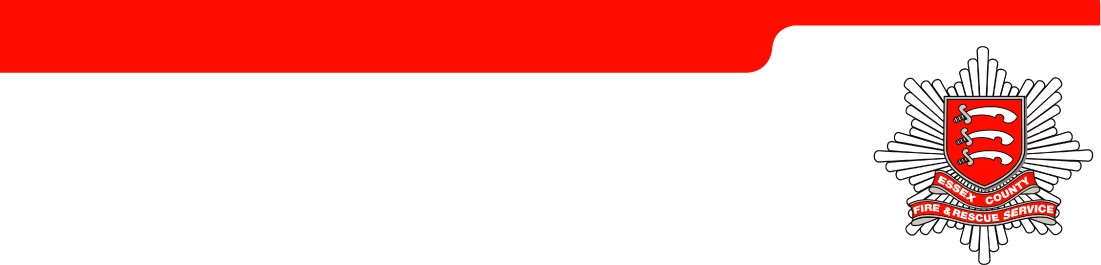 ESSEX COUNTY
FIRE & RESCUE SERVICE